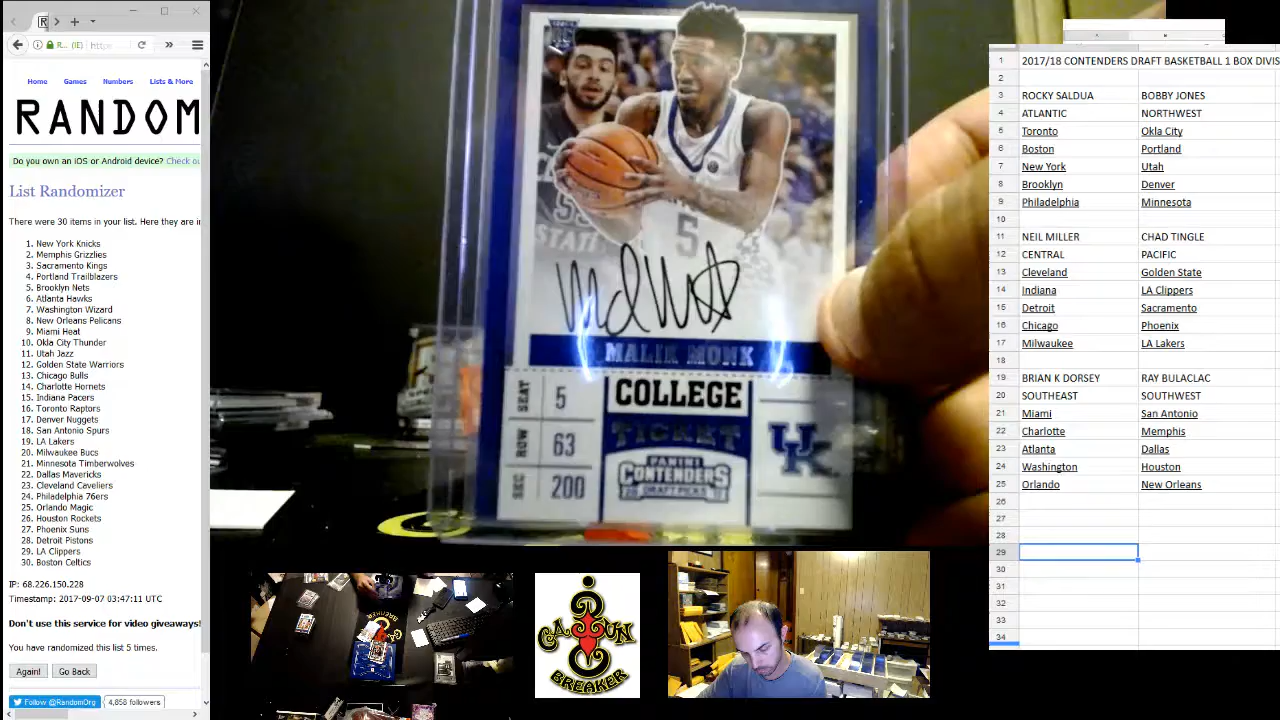 R... (IE)
https
Home Games Numbers Lists & More
RANDOM
Do you own an iOS or Android device? Check ou
List Randomizer
There were 30 items in your list. Here they are i
1. New York Knicks
2. Memphis Grizzlies
3. Sacramento Kings
4. Portland Trailblazers
5. Brooklyn Nets
6. Atlanta Hawks
7. Washington Wizard
8. New Orleans Pelicans
9. Miami Heat
10. Okla City Thunder
11. Utah Jazz
12. Golden State Warriors
13. Chicago Bulls
14. Charlotte Hornets
15. Indiana Pacers
16. Toronto Raptors
17. Denver Nuggets
18. San Antonio Spurs
19. LA Lakers
20. Milwaukee Bucs
21. Minnesota Timberwolves
22. Dallas Mavericks
23. Cleveland Cavaliers
24. Philadelphia 76ers
25. Orlando Magic
26. Houston Rockets
27. Phoenix Suns
28. Detroit Pistons
29. LA Clippers
30. Boston Celtics
IP: 68.226.150.228
Timestamp: 2017-09-07 03:47:11 UTC
Don't use this service for video giveaways!
You have randomized this list 5 times.
Again! Go Back
Follow @RandomOrg 4,858 followers
5
MALIK MONK
SEAT 5
ROW 63
SEC 200
COLLEGE
TICKET
PANINI
CONTENDERS
DRAFT PICKS
UK
CAJUN
BREAKER
1 2017/18 CONTENDERS DRAFT BASKETBALL 1 BOX DIVIS
2
3 ROCKY SALDUA BOBBY JONES
4 ATLANTIC NORTHWEST
5 Toronto Okla City
6 Boston Portland
7 New York Utah
8 Brooklyn Denver
9 Philadelphia Minnesota
10
11 NEIL MILLER CHAD TINGLE
12 CENTRAL PACIFIC
13 Cleveland Golden State
14 Indiana LA Clippers
15 Detroit Sacramento
16 Chicago Phoenix
17 Milwaukee LA Lakers
18
19 BRIAN K DORSEY RAY BULACLAC
20 SOUTHEAST SOUTHWEST
21 Miami San Antonio
22 Charlotte Memphis
23 Atlanta Dallas
24 Washington Houston
25 Orlando New Orleans
26
27
28
29
30
31
32
33
34